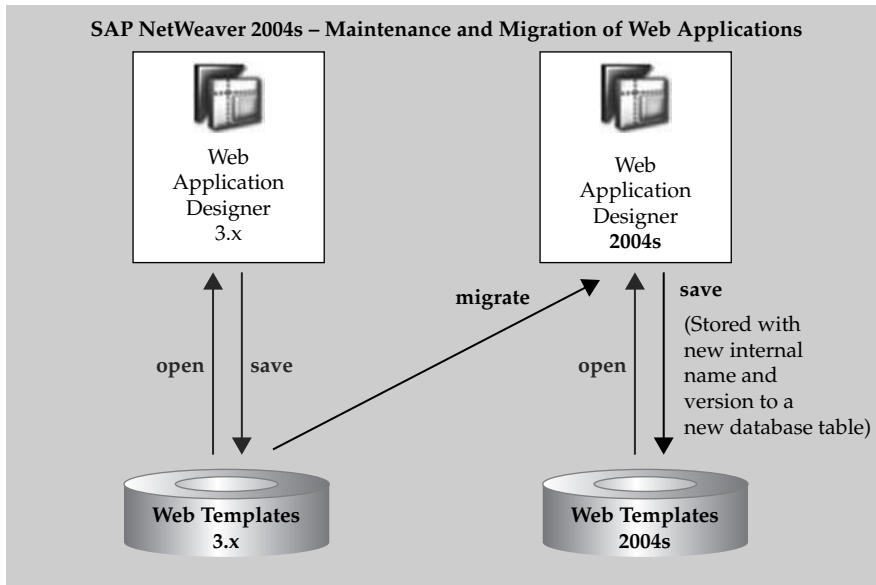 SAP NetWeaver 2004s – Maintenance and Migration of Web Applications
Web
Application
Designer
3.x
Web
Application
Designer
2004s
migrate
open
save
open
save
(Stored with
new internal
name and
version to a
new database table)
Web Templates
3.x
Web Templates
2004s